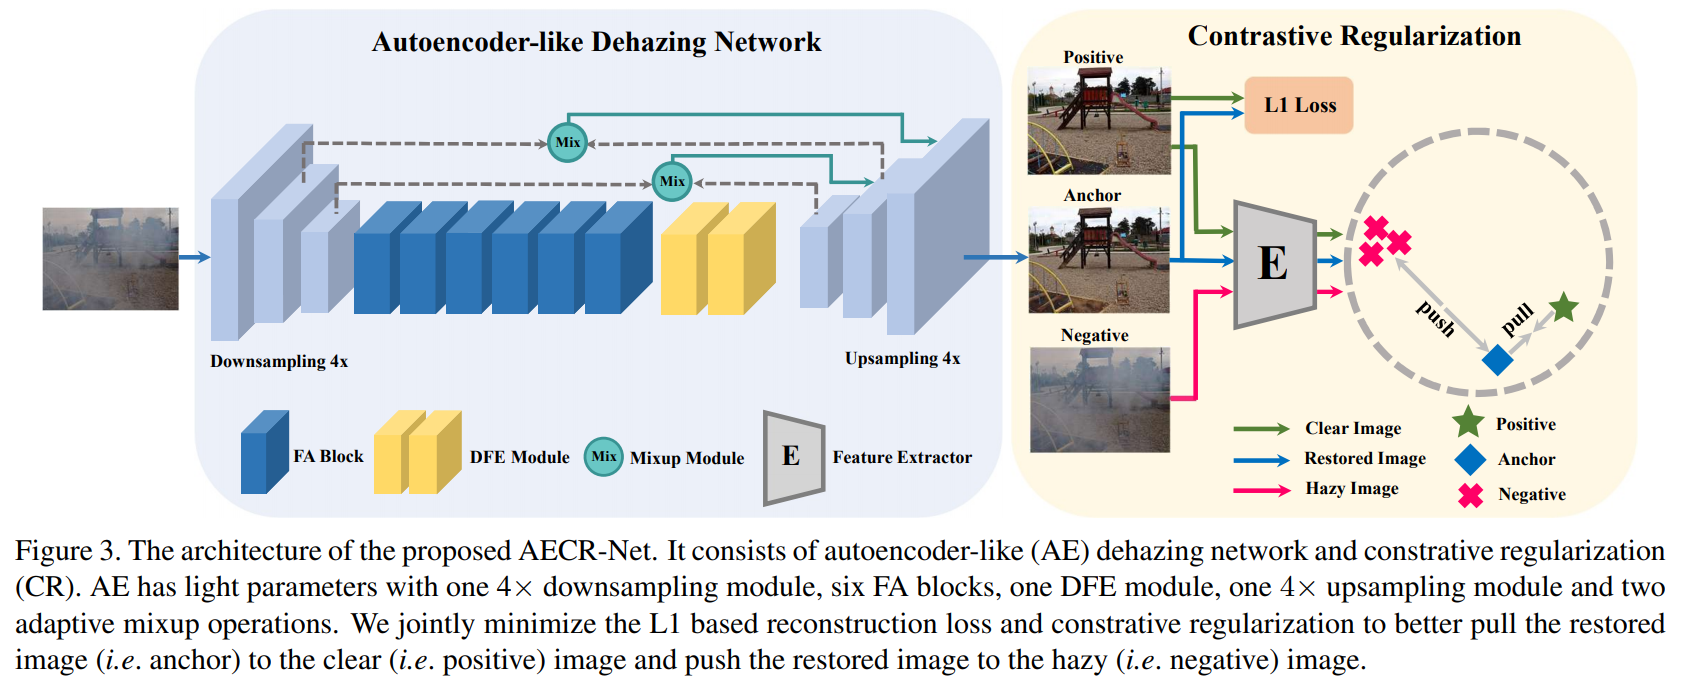 Autoencoder-like Dehazing Network
Contrastive Regularization
Positive
L1 Loss
Mix
Mix
Anchor
E
push
pull
Negative
Downsampling 4x
Upsampling 4x
FA Block
DFE Module
Mix
Mixup Module
E
Feature Extractor
Clear Image
Restored Image
Hazy Image
Positive
Anchor
Negative
Figure 3. The architecture of the proposed AECR-Net. It consists of autoencoder-like (AE) dehazing network and constrative regularization
(CR). AE has light parameters with one 4× downsampling module, six FA blocks, one DFE module, one 4× upsampling module and two
adaptive mixup operations. We jointly minimize the L1 based reconstruction loss and constrative regularization to better pull the restored
image (i.e. anchor) to the clear (i.e. positive) image and push the restored image to the hazy (i.e. negative) image.